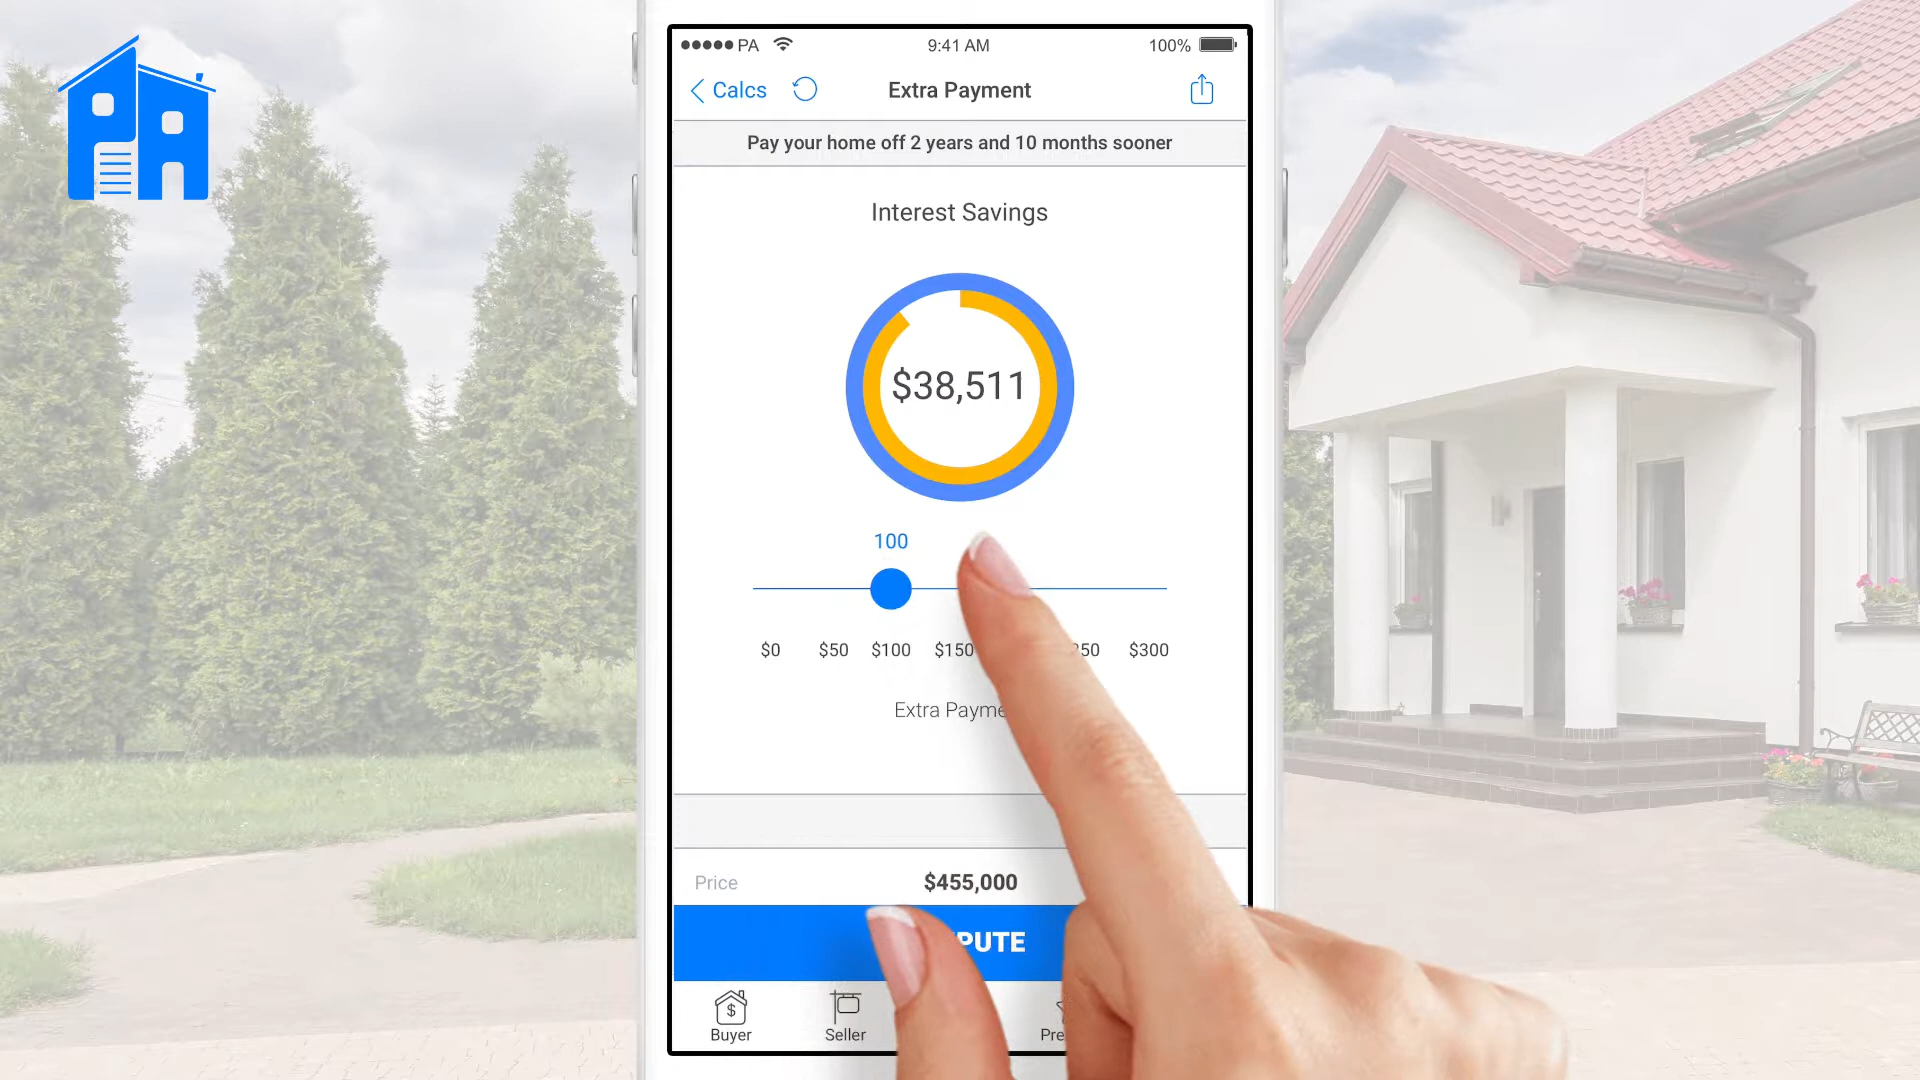 PA 9:41 AM 100%
Calcs Extra Payment
Pay your home off 2 years and 10 months sooner
Interest Savings
$38,511
100
$0 $50 $100 $150 $300
Extra
Price $455,000
Buyer Seller